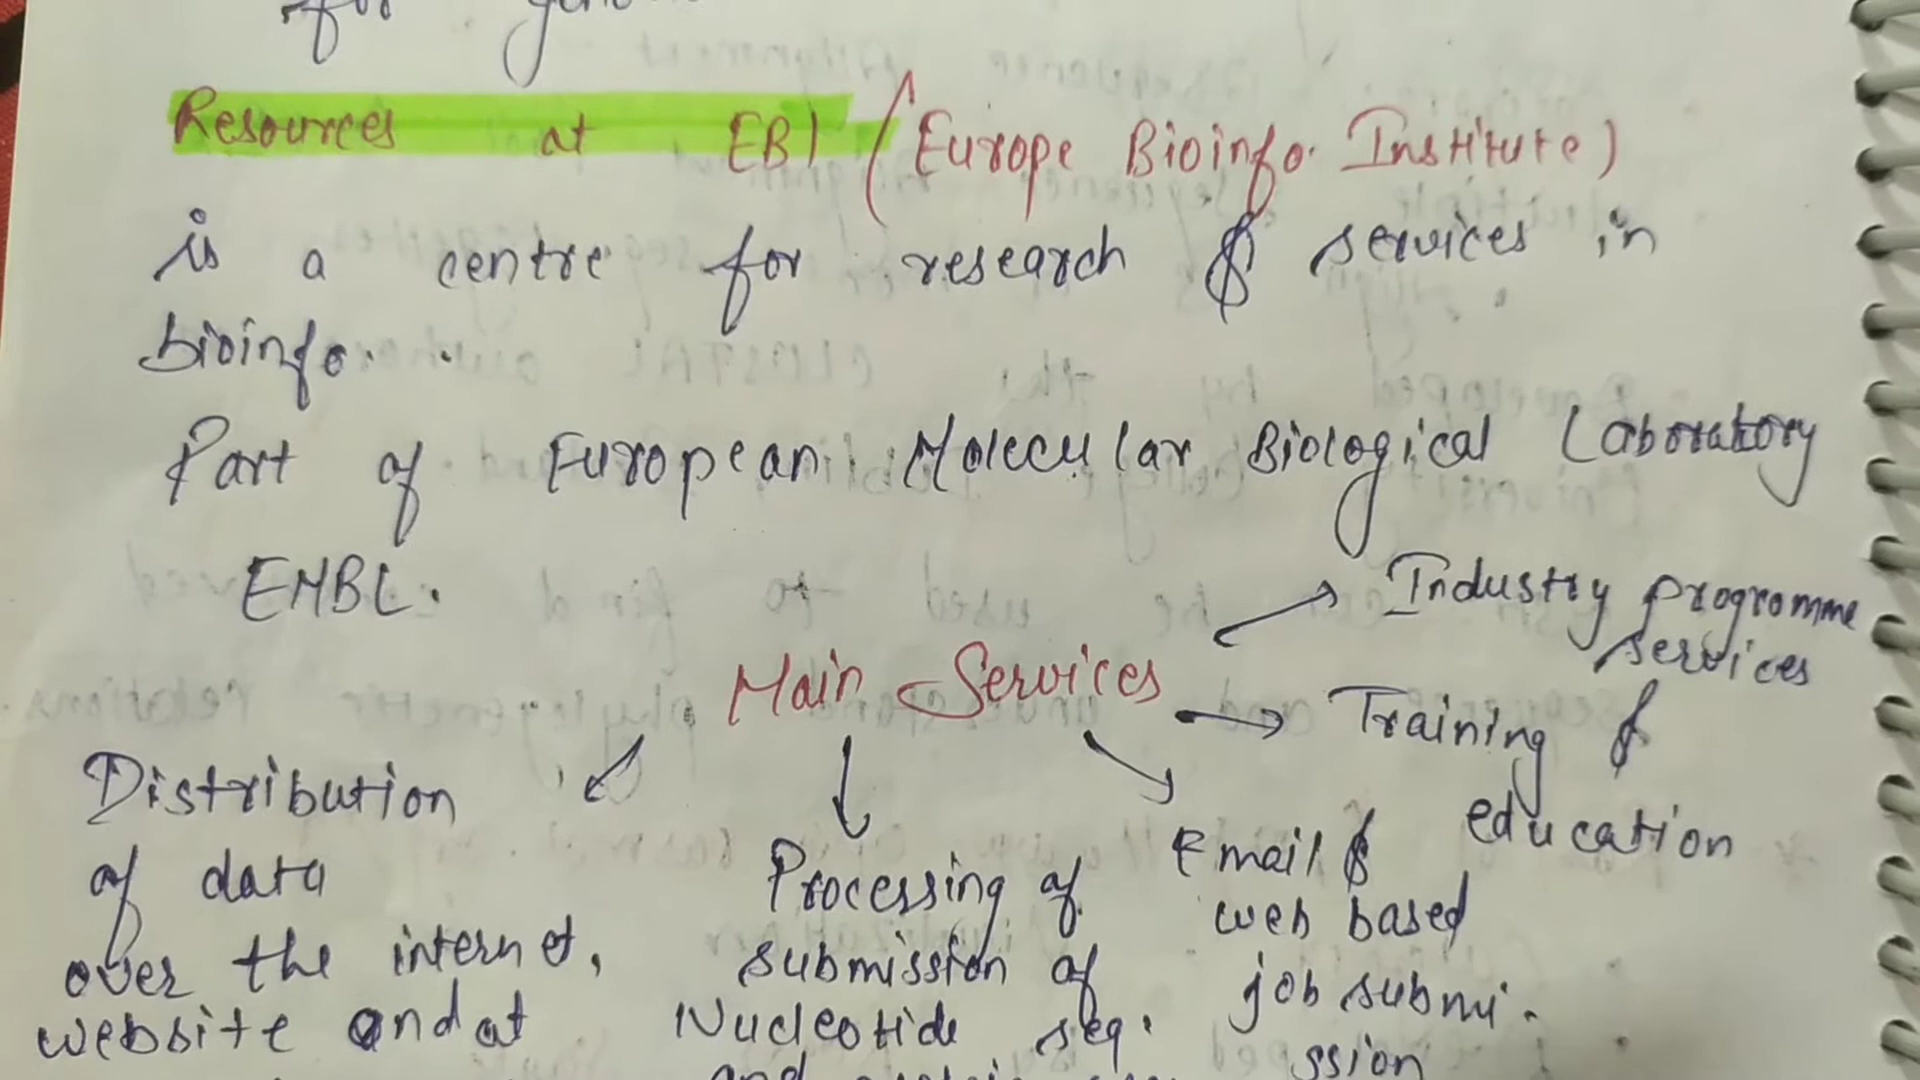 for
Resources at EBI (Europe Bioinfo. Institute)
is a centre for research & services in
bioinfo.
Part of European Molecular Biological Laboratory
EMBL.
Main Services
Industry programme
services
Training &
education
Distribution
of data
over the internet,
website and at
Processing of
submission of
Nucleotide seq.
and
Email &
web based
job submi.
ssion